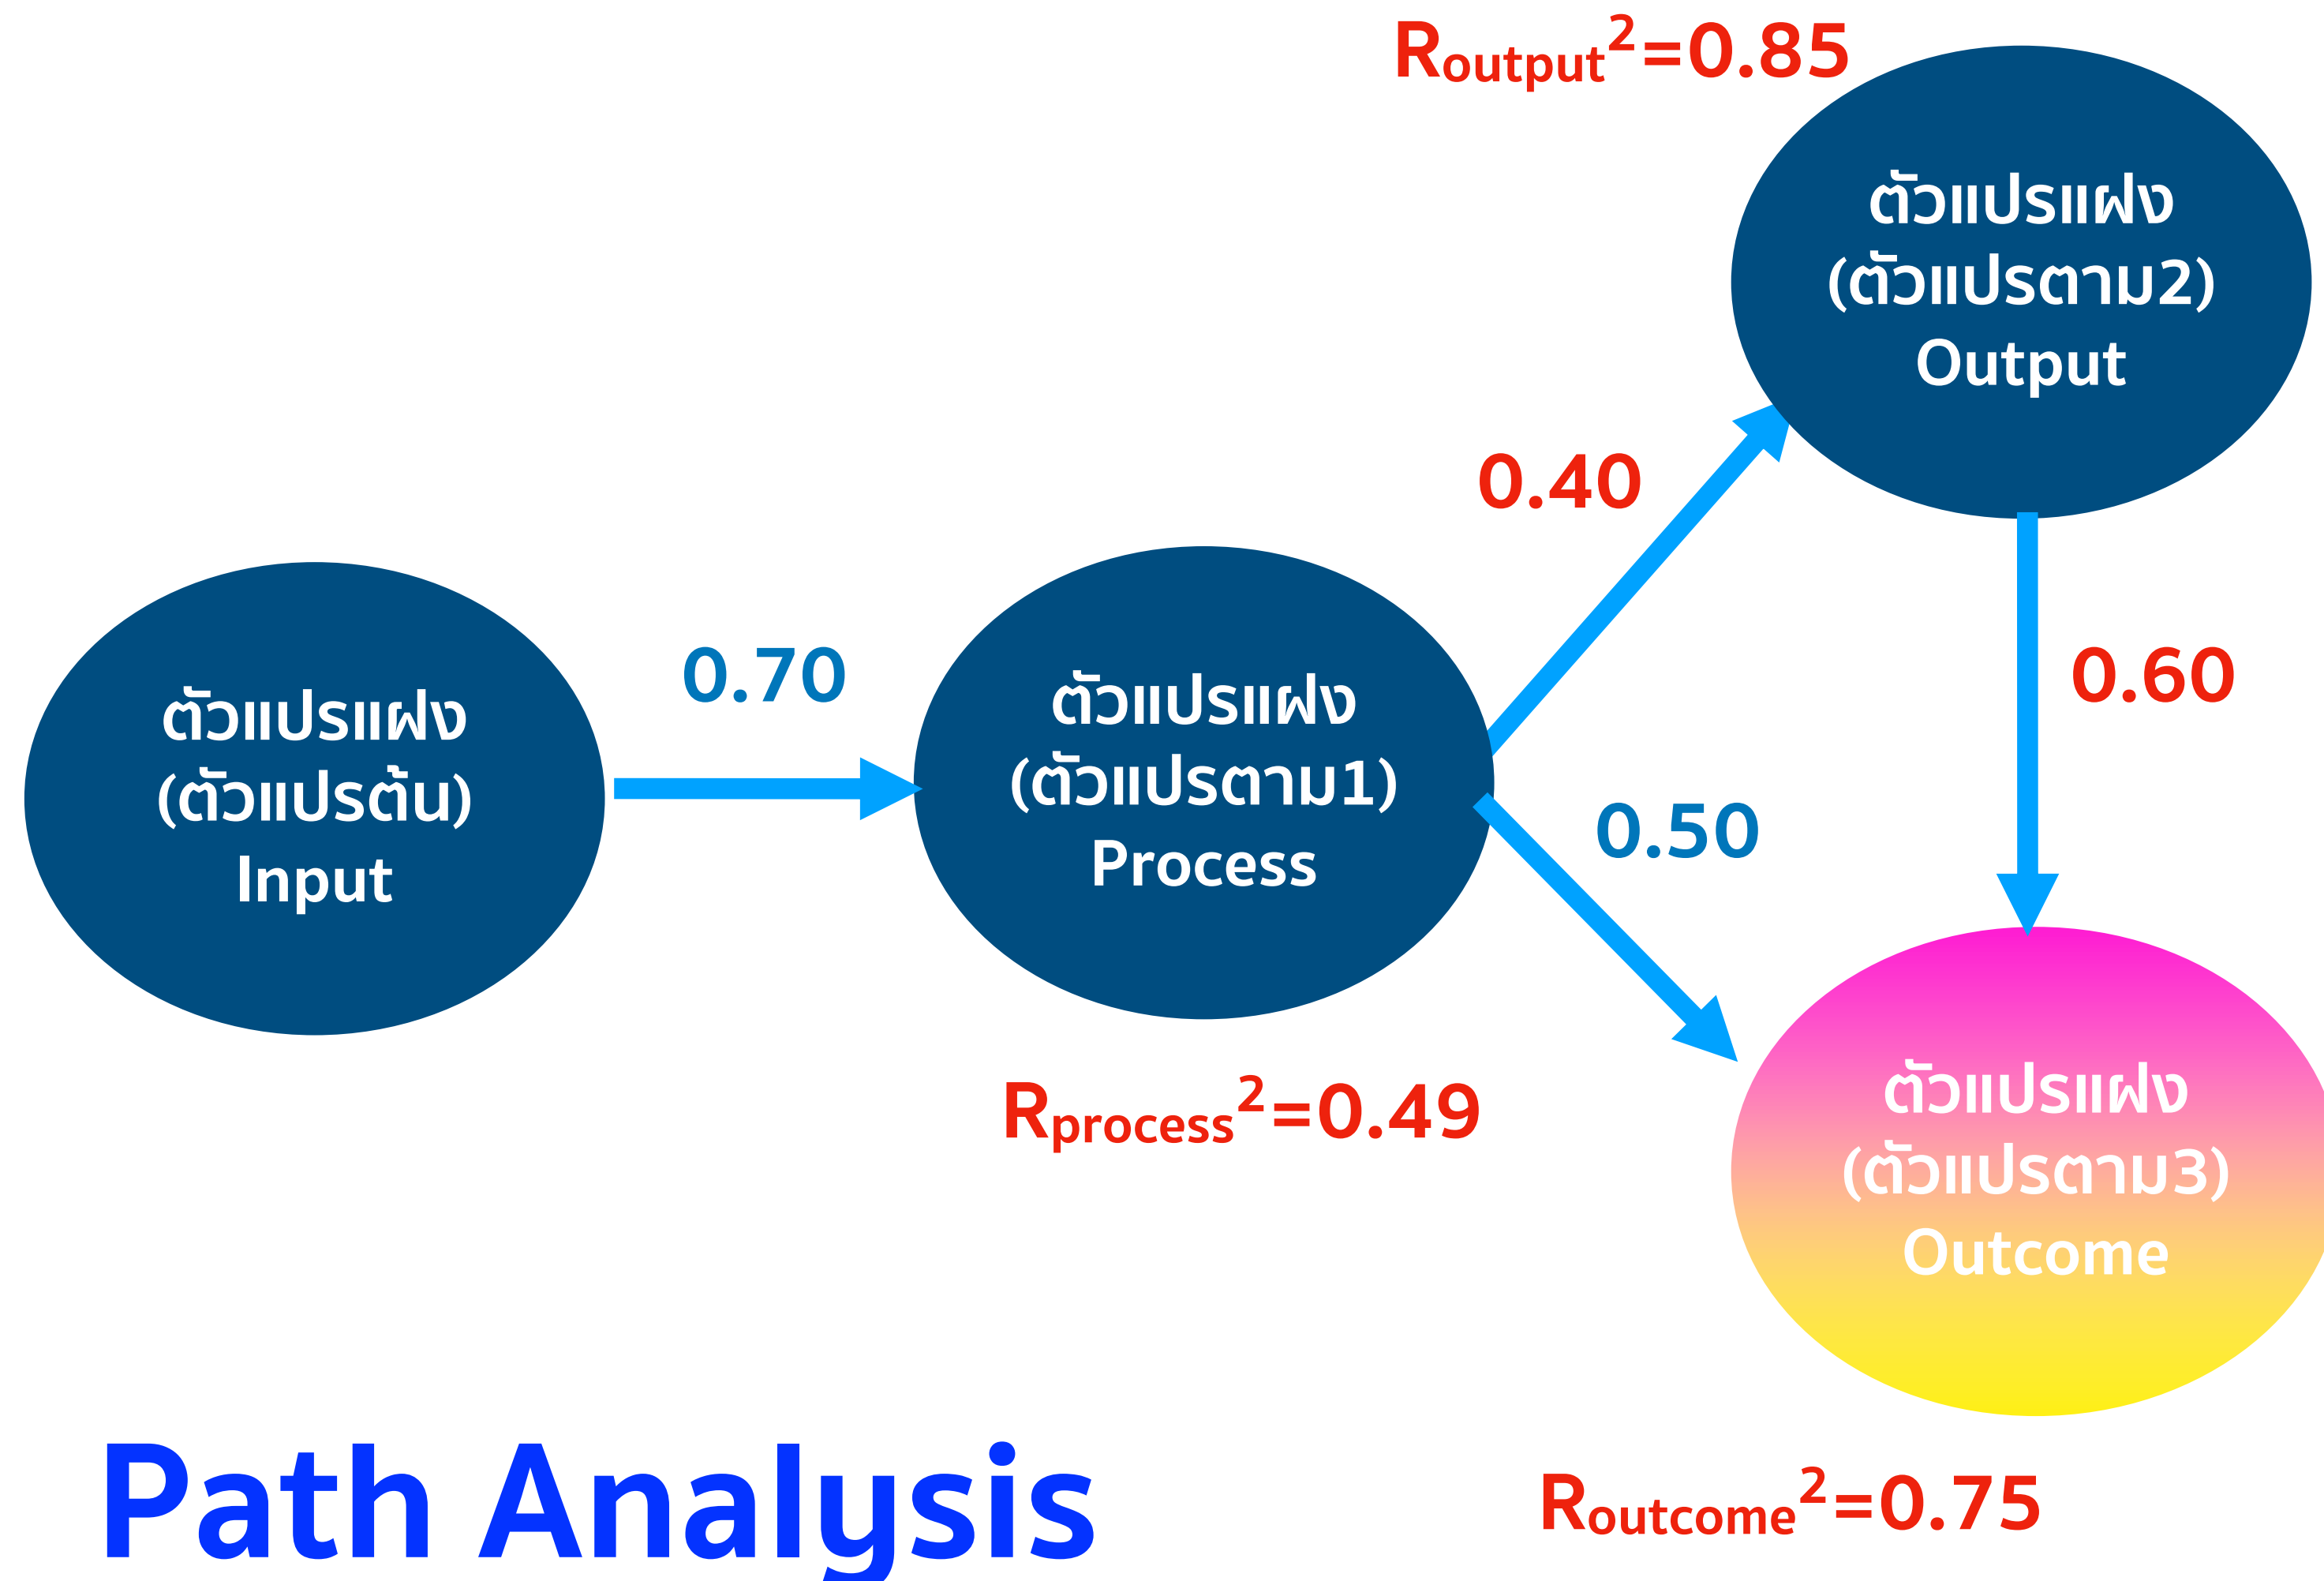 Routput²=0.85
ตัวแปรแฝง
(ตัวแปรตาม2)
Output
0.40
0.60
0.70
ตัวแปรแฝง
(ตัวแปรต้น)
Input
ตัวแปรแฝง
(ตัวแปรตาม1)
Process
0.50
Rprocess²=0.49
ตัวแปรแฝง
(ตัวแปรตาม3)
Outcome
Path Analysis
Routcome²=0.75